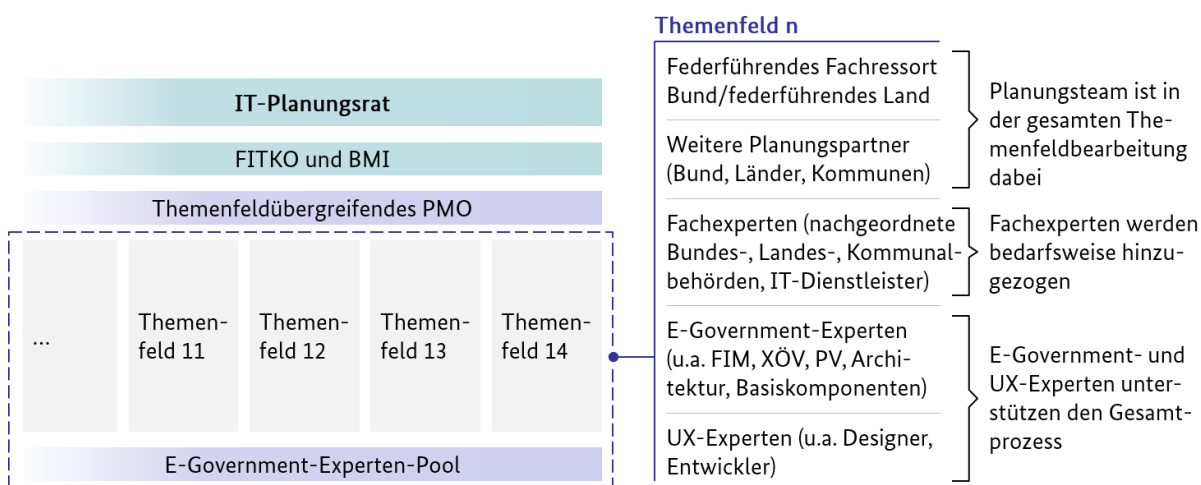 IT-Planungsrat
FITKO und BMI
Themenfeldübergreifendes PMO
...
Themen-
feld 11
Themen-
feld 12
Themen-
feld 13
Themen-
feld 14
E-Government-Experten-Pool
Themenfeld n
Federführendes Fachressort
Bund/federführendes Land
Weitere Planungspartner
(Bund, Länder, Kommunen)
Planungsteam ist in
der gesamten The-
menfeldbearbeitung
dabei
Fachexperten (nachgeordnete
Bundes-, Landes-, Kommunal-
behörden, IT-Dienstleister)
Fachexperten werden
bedarfsweise hinzu-
gezogen
E-Government-Experten
(u.a. FIM, XÖV, PV, Archi-
tektur, Basiskomponenten)
UX-Experten (u.a. Designer,
Entwickler)
E-Government- und
UX-Experten unter-
stützen den Gesamt-
prozess